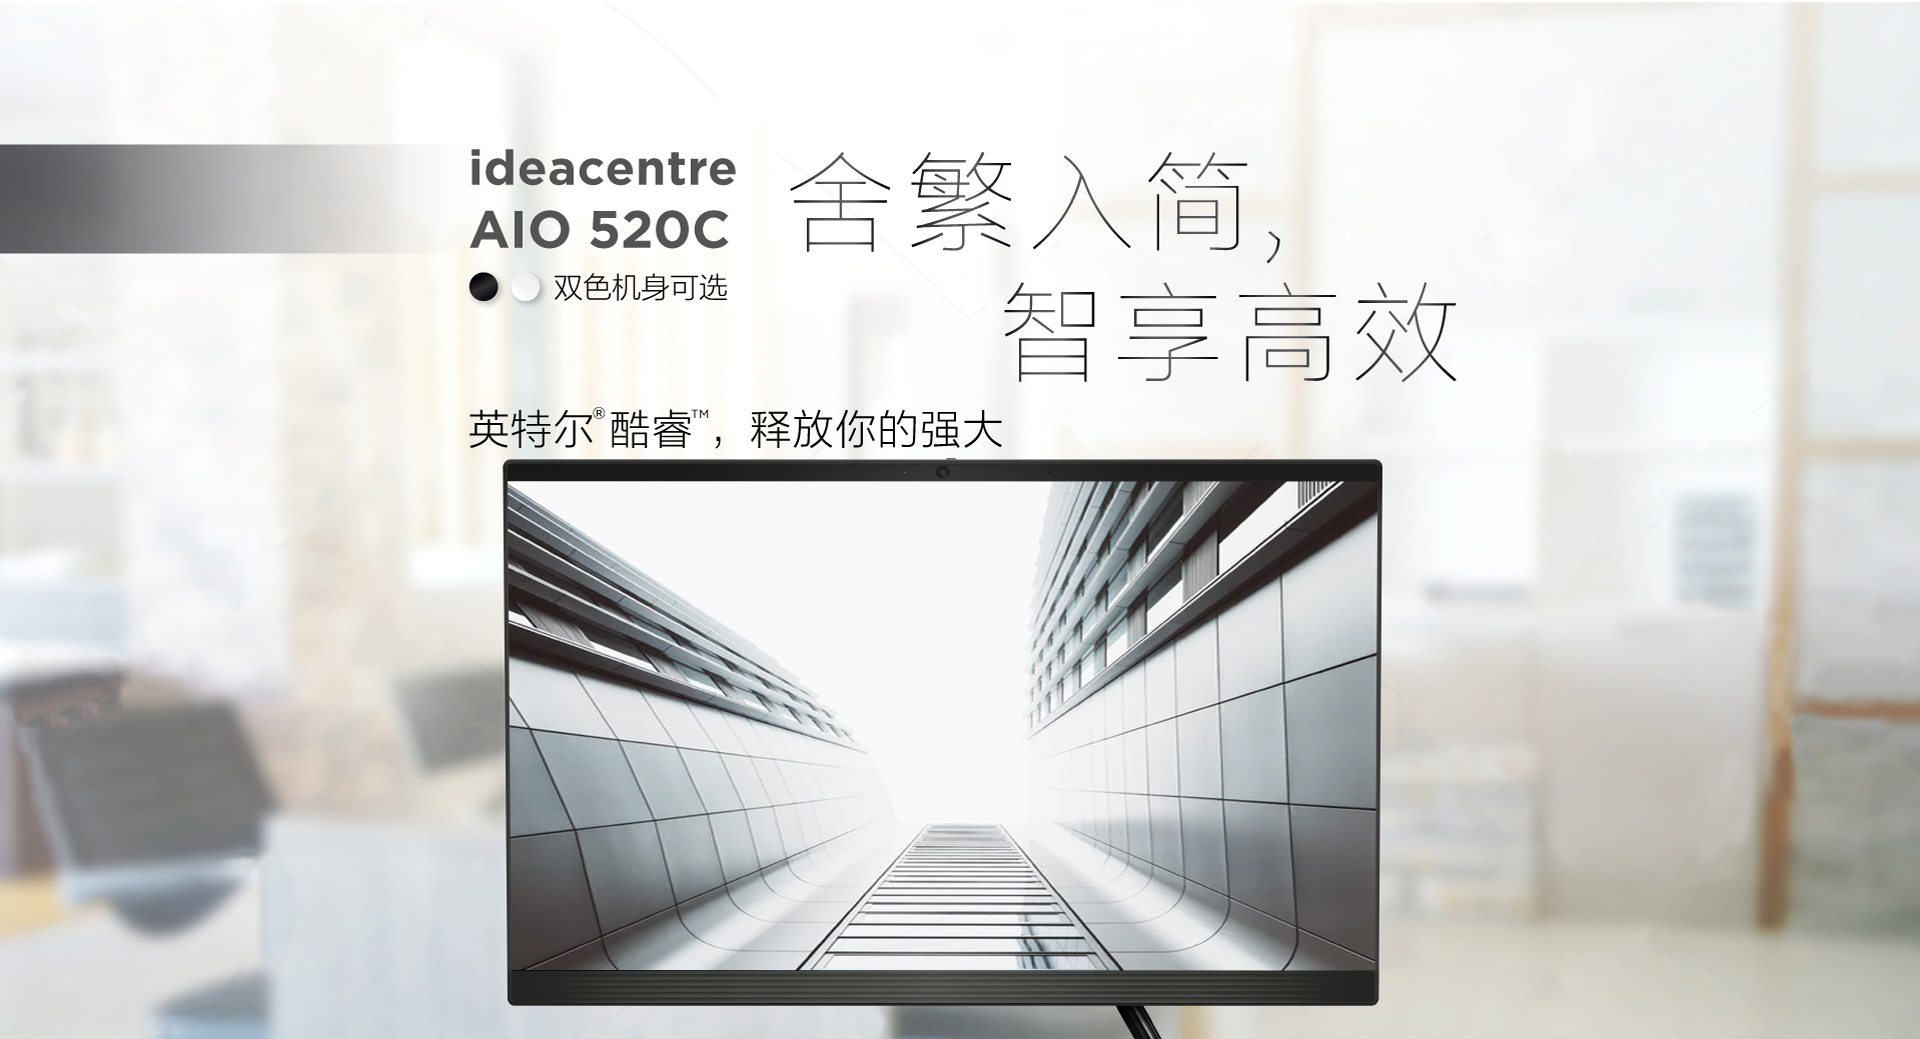 ideacentre
AIO 520C
双色机身可选
舍繁入简,
智享高效
英特尔®酷睿™，释放你的强大